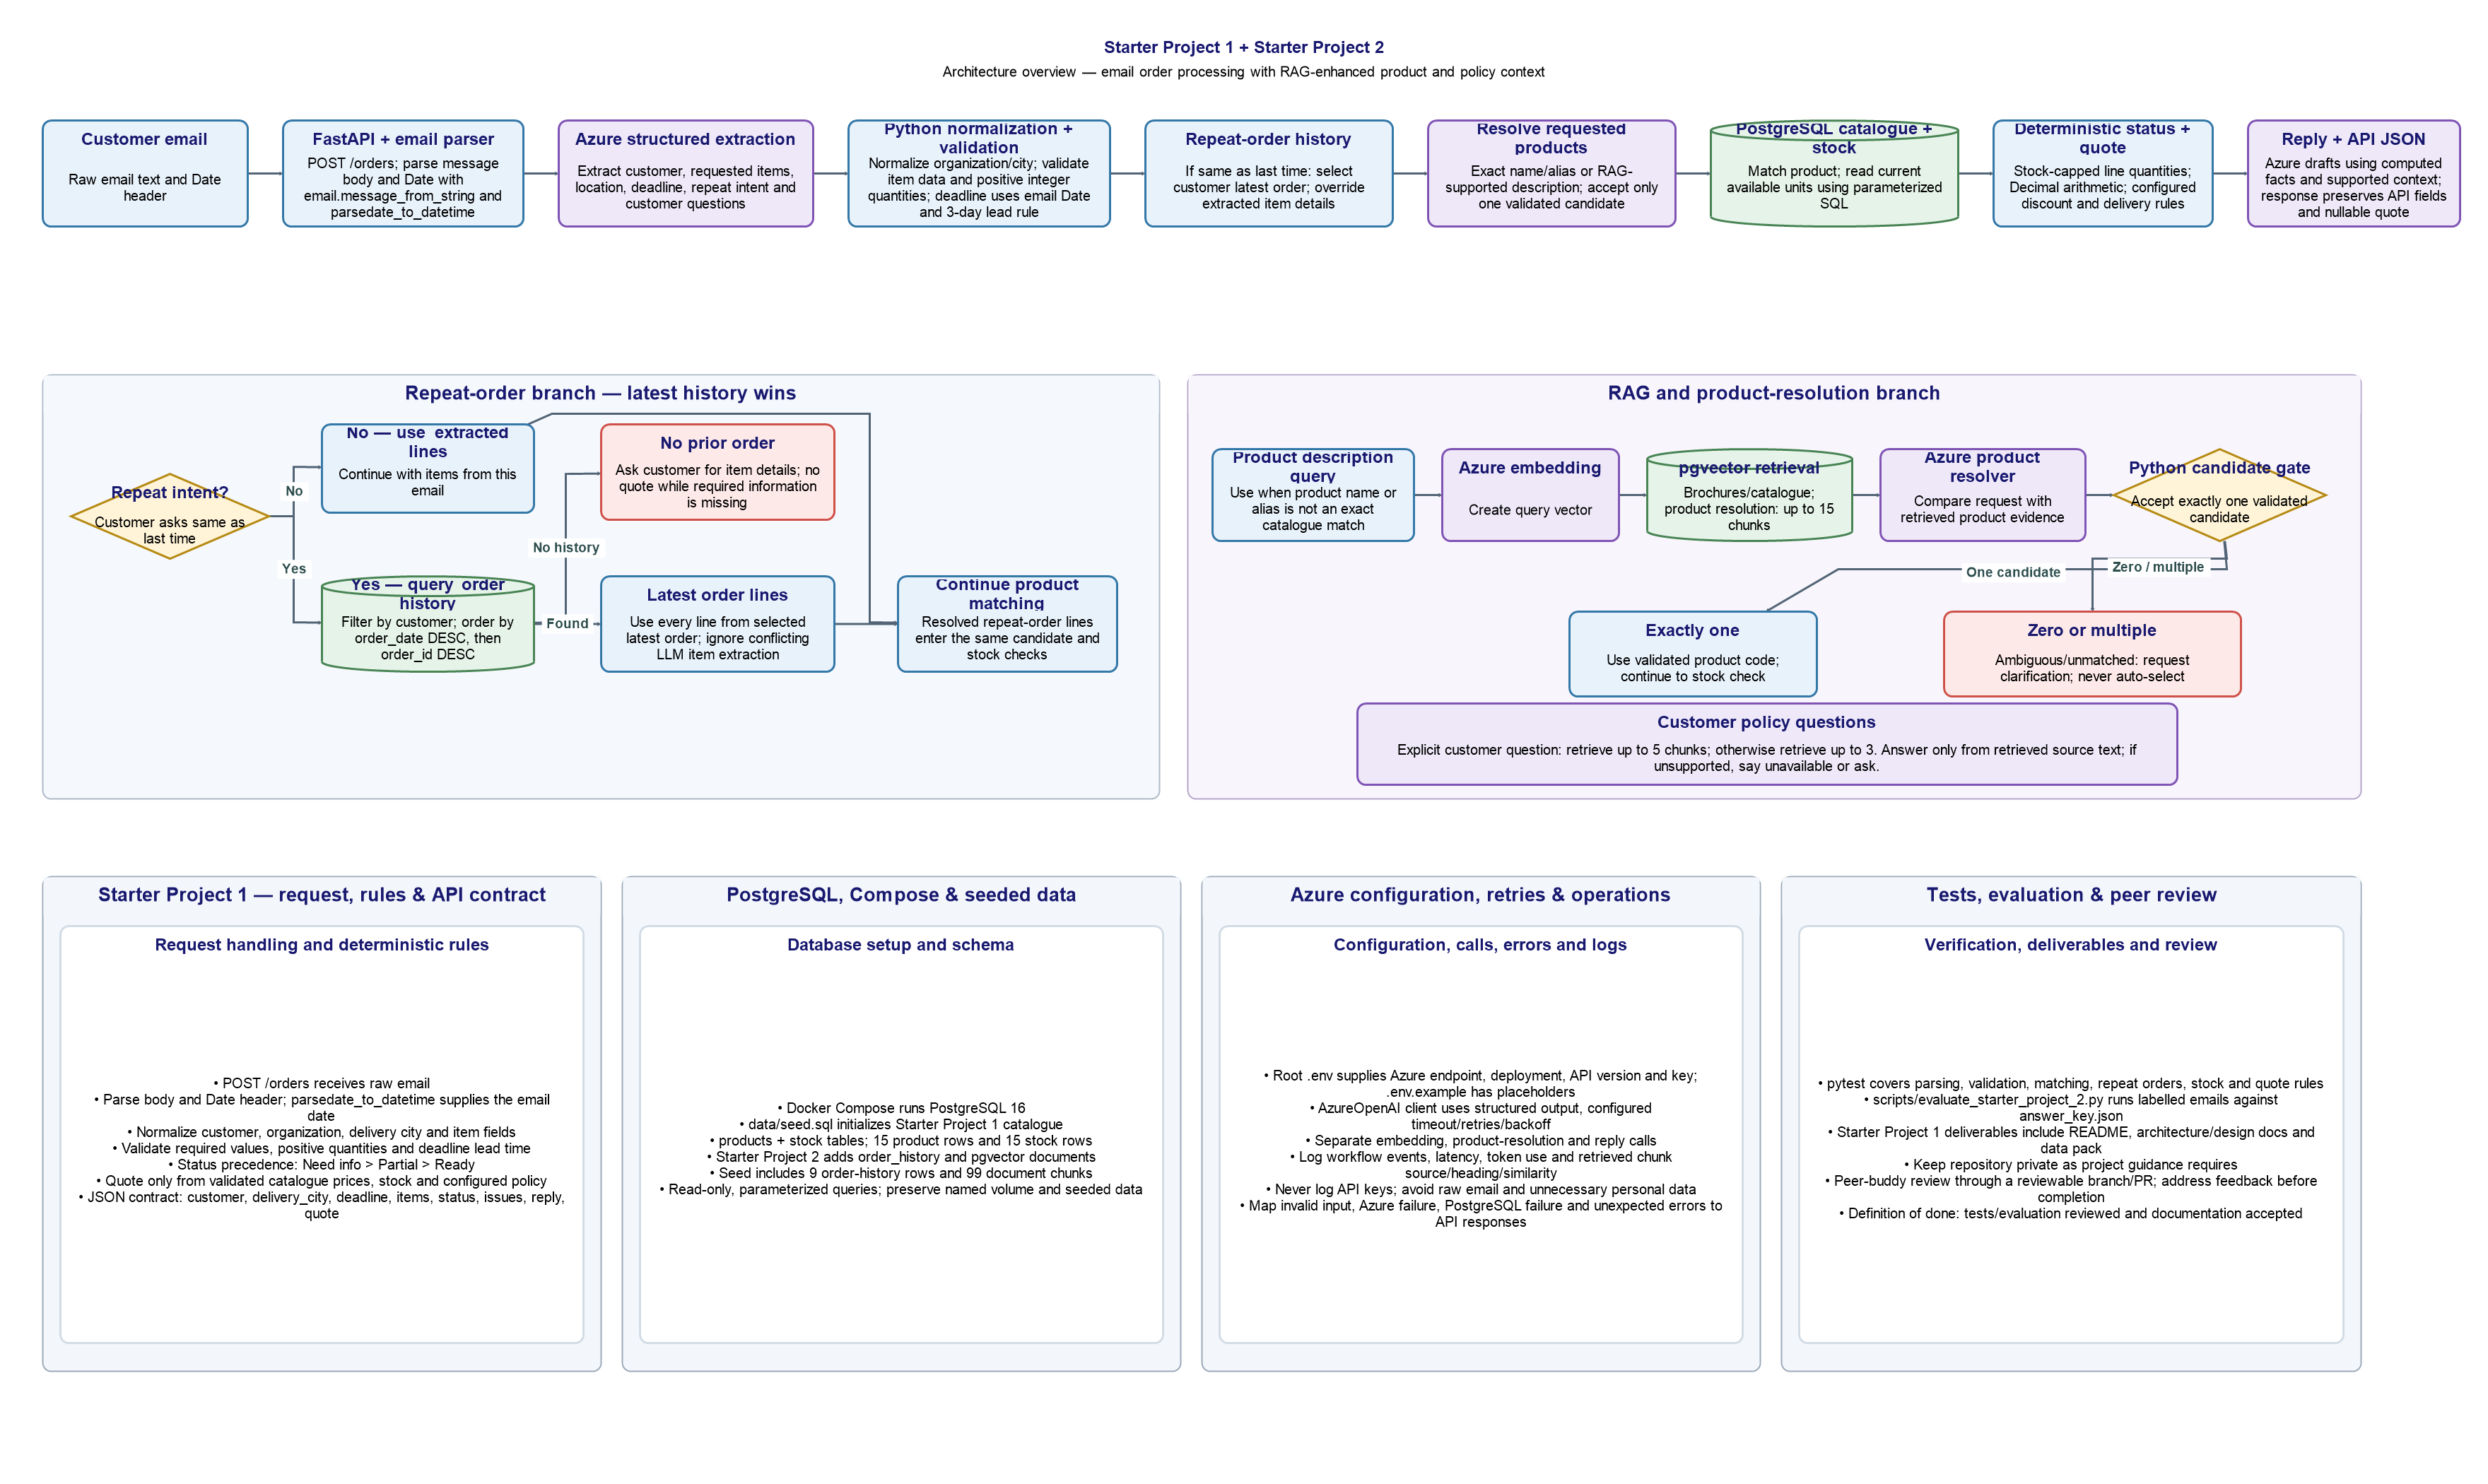 Starter Project 1 + Starter Project 2
Architecture overview — email order processing with RAG-enhanced product and policy context
Customer email
Raw email text and Date
header
FastAPI + email parser
POST /orders; parse message
body and Date with
email.message_from_string and
parsedate_to_datetime
Azure structured extraction
Extract customer, requested items,
location, deadline, repeat intent and
customer questions
Python normalization +
validation
Normalize organization/city; validate
item data and positive integer
quantities; deadline uses email Date
and 3-day lead rule
Repeat-order history
If same as last time: select
customer latest order; override
extracted item details
Resolve requested
products
Exact name/alias or RAG-
supported description; accept only
one validated candidate
PostgreSQL catalogue +
stock
Match product; read current
available units using parameterized
SQL
Deterministic status +
quote
Stock-capped line quantities;
Decimal arithmetic; configured
discount and delivery rules
Reply + API JSON
Azure drafts using computed
facts and supported context;
response preserves API fields
and nullable quote
Repeat-order branch — latest history wins
Repeat intent?
Customer asks same as
last time
No
Yes
No — use extracted
lines
Continue with items from this
email
Yes — query order
history
Filter by customer; order by
order_date DESC, then
order_id DESC
No history
Found
No prior order
Ask customer for item details; no
quote while required information
is missing
Latest order lines
Use every line from selected
latest order; ignore conflicting
LLM item extraction
Continue product
matching
Resolved repeat-order lines
enter the same candidate and
stock checks
RAG and product-resolution branch
Product description
query
Use when product name or
alias is not an exact
catalogue match
Azure embedding
Create query vector
pgvector retrieval
Brochures/catalogue;
product resolution: up to 15
chunks
Azure product
resolver
Compare request with
retrieved product evidence
Python candidate gate
Accept exactly one validated
candidate
One candidate
Zero / multiple
Exactly one
Use validated product code;
continue to stock check
Zero or multiple
Ambiguous/unmatched: request
clarification; never auto-select
Customer policy questions
Explicit customer question: retrieve up to 5 chunks; otherwise retrieve up to 3. Answer only from retrieved source text; if
unsupported, say unavailable or ask.
Starter Project 1 — request, rules & API contract
Request handling and deterministic rules
• POST /orders receives raw email
• Parse body and Date header; parsedate_to_datetime supplies the email
date
• Normalize customer, organization, delivery city and item fields
• Validate required values, positive quantities and deadline lead time
• Status precedence: Need info > Partial > Ready
• Quote only from validated catalogue prices, stock and configured policy
• JSON contract: customer, delivery_city, deadline, items, status, issues, reply,
quote
PostgreSQL, Compose & seeded data
Database setup and schema
• Docker Compose runs PostgreSQL 16
• data/seed.sql initializes Starter Project 1 catalogue
• products + stock tables; 15 product rows and 15 stock rows
• Starter Project 2 adds order_history and pgvector documents
• Seed includes 9 order-history rows and 99 document chunks
• Read-only, parameterized queries; preserve named volume and seeded data
Azure configuration, retries & operations
Configuration, calls, errors and logs
• Root .env supplies Azure endpoint, deployment, API version and key;
.env.example has placeholders
• AzureOpenAI client uses structured output, configured
timeout/retries/backoff
• Separate embedding, product-resolution and reply calls
• Log workflow events, latency, token use and retrieved chunk
source/heading/similarity
• Never log API keys; avoid raw email and unnecessary personal data
• Map invalid input, Azure failure, PostgreSQL failure and unexpected errors to
API responses
Tests, evaluation & peer review
Verification, deliverables and review
• pytest covers parsing, validation, matching, repeat orders, stock and quote rules
• scripts/evaluate_starter_project_2.py runs labelled emails against
answer_key.json
• Starter Project 1 deliverables include README, architecture/design docs and
data pack
• Keep repository private as project guidance requires
• Peer-buddy review through a reviewable branch/PR; address feedback before
completion
• Definition of done: tests/evaluation reviewed and documentation accepted